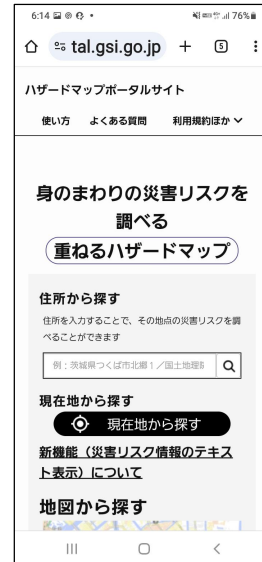 6:14
76%
tal.gsi.go.jp
5
ハザードマップポータルサイト
使い方 よくある質問 利用規約ほか
身のまわりの災害リスクを
調べる
重ねるハザードマップ
住所から探す
住所を入力することで、その地点の災害リスクを調
べることができます
例：茨城県つくば市北郷１／国土地理
現在地から探す
現在地から探す
新機能（災害リスク情報のテキス
ト表示）について
地図から探す